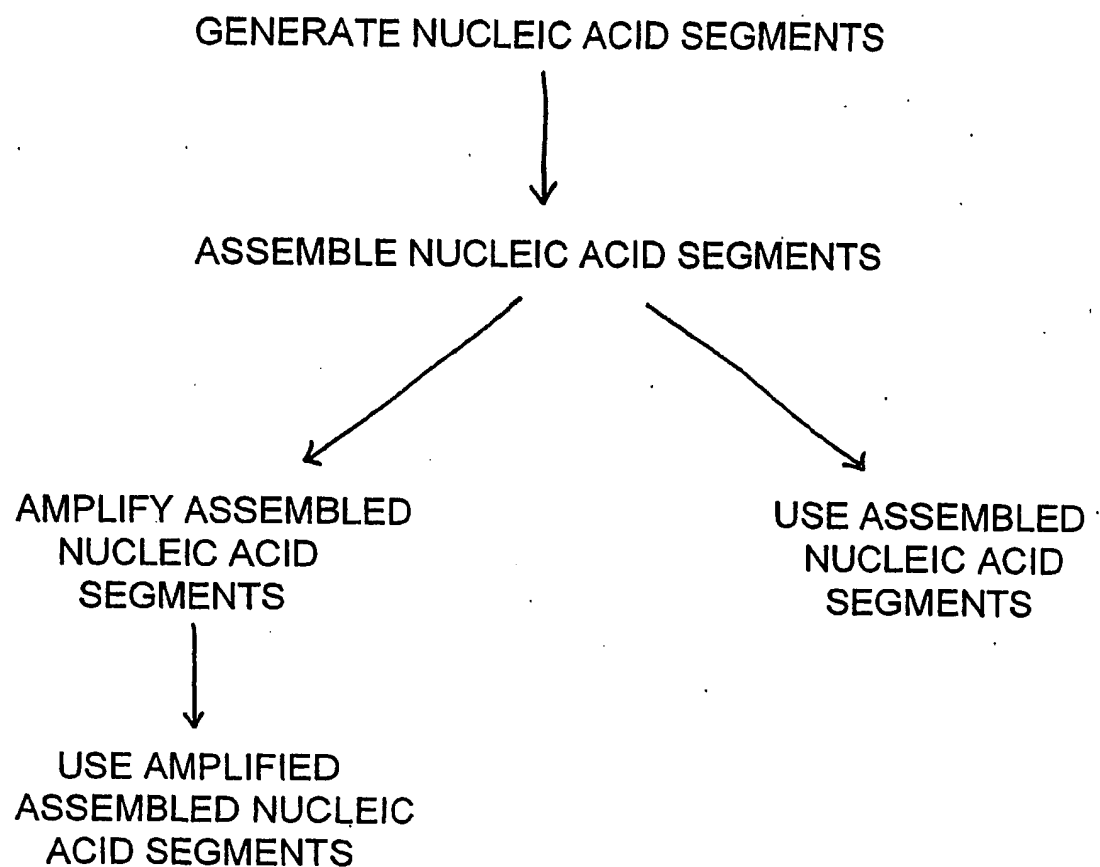 GENERATE NUCLEIC ACID SEGMENTS
ASSEMBLE NUCLEIC ACID SEGMENTS
AMPLIFY ASSEMBLED
NUCLEIC ACID
SEGMENTS
USE ASSEMBLED
NUCLEIC ACID
SEGMENTS
USE AMPLIFIED
ASSEMBLED NUCLEIC
ACID SEGMENTS